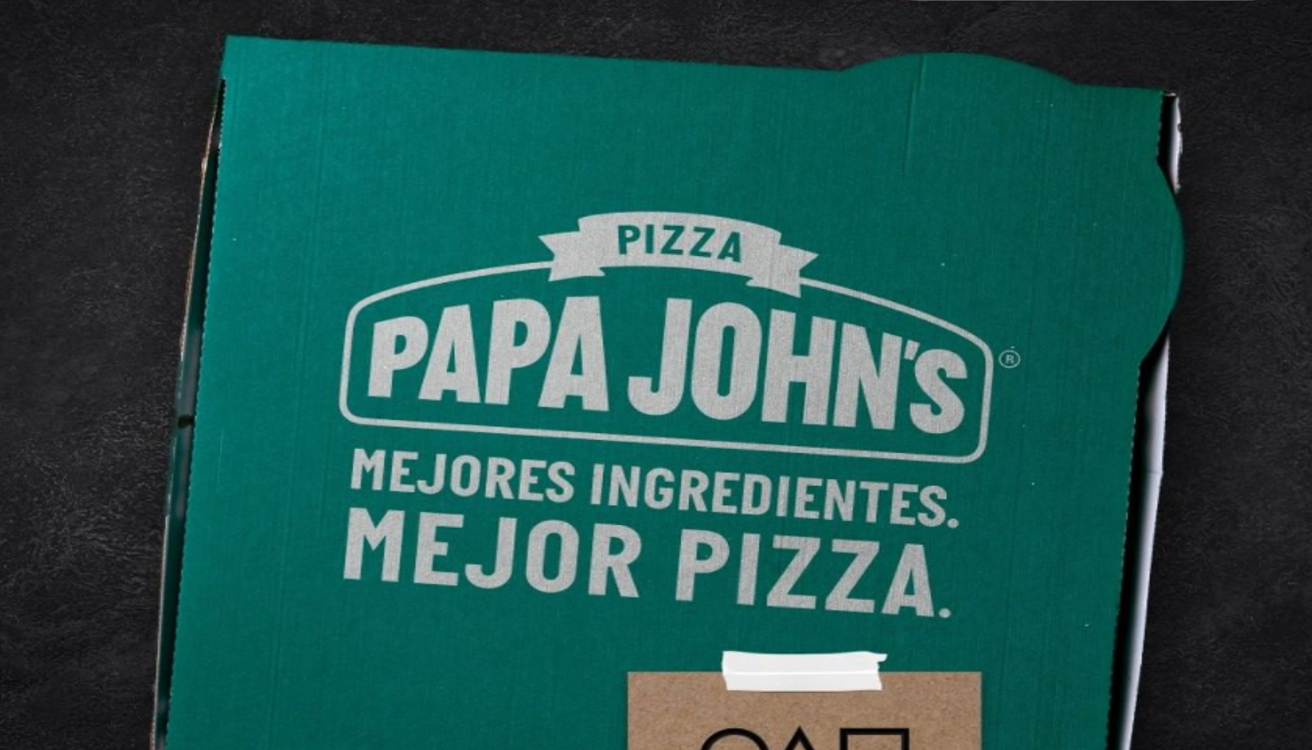 PIZZA
PAPA JOHN'S ®
MEJORES INGREDIENTES.
MEJOR PIZZA.